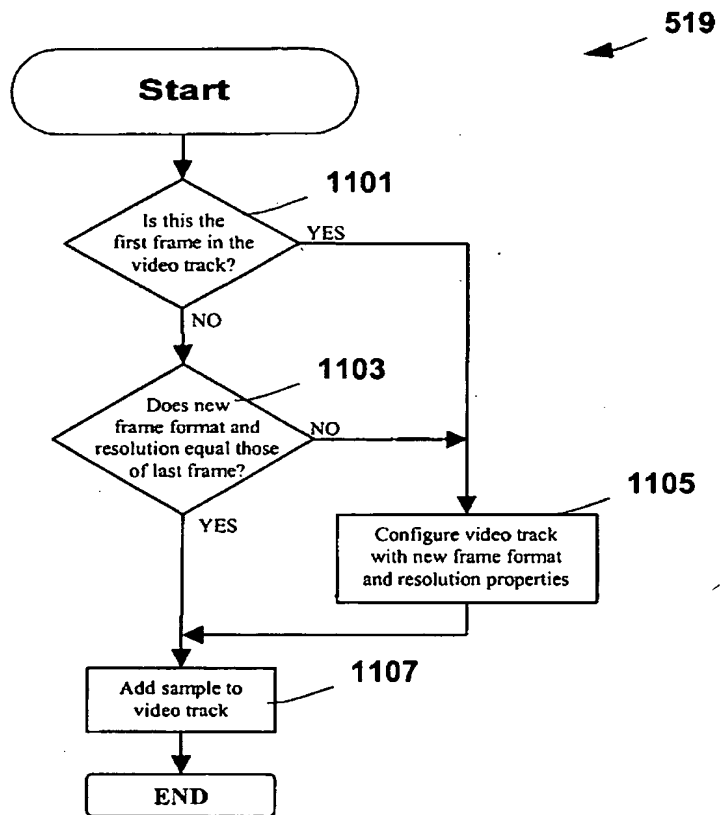 519
Start
1101
Is this the
first frame in the
video track?
YES
NO
1103
Does new
frame format and
resolution equal those
of last frame?
NO
YES
1105
Configure video track
with new frame format
and resolution properties
1107
Add sample to
video track
END